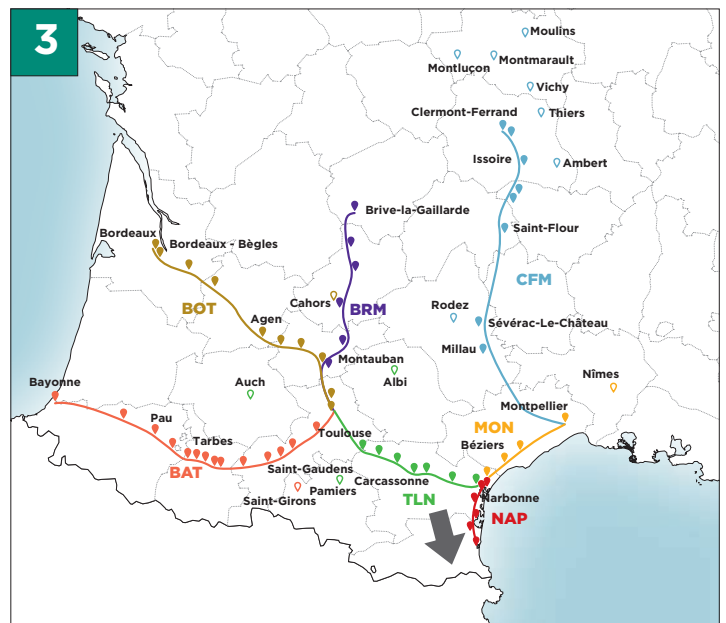 3
Moulins
Montluçon
Montmarault
Vichy
Clermont-Ferrand
Thiers
Issoire
Ambert
Brive-la-Gaillarde
Saint-Flour
Bordeaux
Bordeaux - Bègles
CFM
BOT
Cahors
BRM
Rodez
Agen
Sévérac-Le-Château
Millau
Montauban
Albi
Nîmes
Bayonne
Auch
Montpellier
Pau
MON
Toulouse
Tarbes
Béziers
BAT
Saint-Gaudens
Carcassonne
Pamiers
Saint-Girons
TLN
Narbonne
NAP